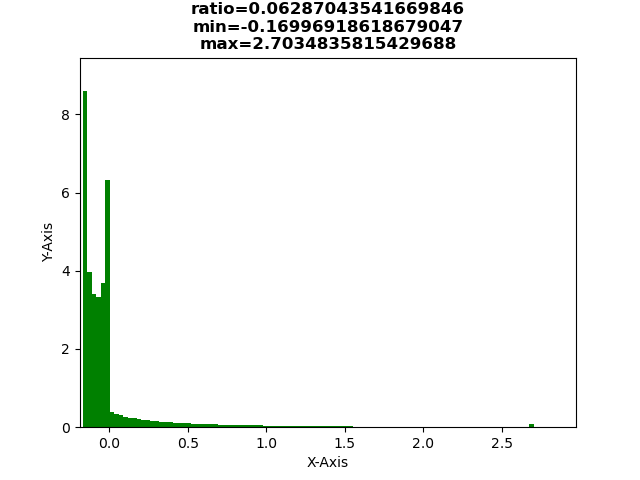 ratio=0.06287043541669846
min=-0.16996918618679047
max=2.7034835815429688
8
6
4
2
0
Y-Axis
0.0 0.5 1.0 1.5 2.0 2.5
X-Axis